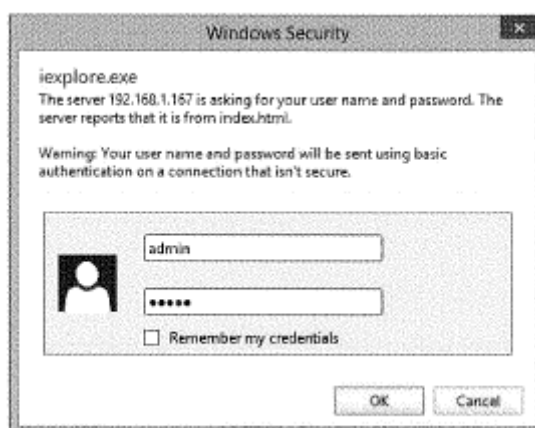 Windows Security
iexplore.exe
The server 192.168.1.167 is asking for your user name and password. The
server reports that it is from index.html.
Warning: Your user name and password will be sent using basic
authentication on a connection that isn't secure.
admin
•••••
Remember my credentials
OK
Cancel